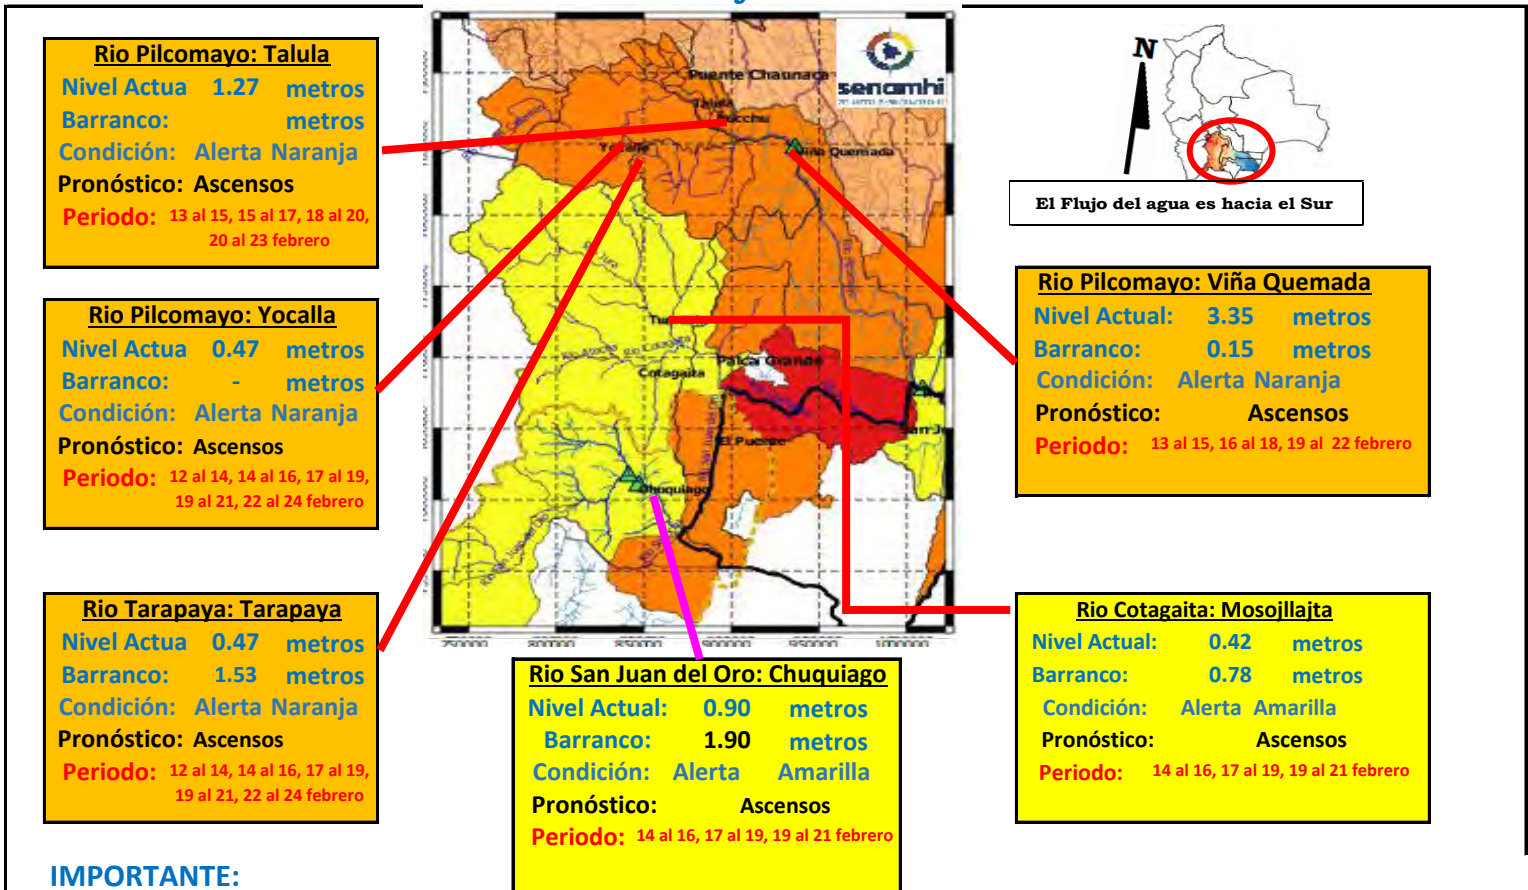 Rio Pilcomayo: Talula
Nivel Actua 1.27 metros
Barranco: metros
Condición: Alerta Naranja
Pronóstico: Ascensos
Periodo: 13 al 15, 15 al 17, 18 al 20,
20 al 23 febrero
Rio Pilcomayo: Yocalla
Nivel Actua 0.47 metros
Barranco: - metros
Condición: Alerta Naranja
Pronóstico: Ascensos
Periodo: 12 al 14, 14 al 16, 17 al 19,
19 al 21, 22 al 24 febrero
Rio Tarapaya: Tarapaya
Nivel Actua 0.47 metros
Barranco: 1.53 metros
Condición: Alerta Naranja
Pronóstico: Ascensos
Periodo: 12 al 14, 14 al 16, 17 al 19,
19 al 21, 22 al 24 febrero
senamhi
Puente Chaunaca
Viña Quemada
Palca Grande
Cotagaita
El Puente
Chuquiago
N
El Flujo del agua es hacia el Sur
Rio Pilcomayo: Viña Quemada
Nivel Actual: 3.35 metros
Barranco: 0.15 metros
Condición: Alerta Naranja
Pronóstico: Ascensos
Periodo: 13 al 15, 16 al 18, 19 al 22 febrero
Rio Cotagaita: Mosojllajta
Nivel Actual: 0.42 metros
Barranco: 0.78 metros
Condición: Alerta Amarilla
Pronóstico: Ascensos
Periodo: 14 al 16, 17 al 19, 19 al 21 febrero
Rio San Juan del Oro: Chuquiago
Nivel Actual: 0.90 metros
Barranco: 1.90 metros
Condición: Alerta Amarilla
Pronóstico: Ascensos
Periodo: 14 al 16, 17 al 19, 19 al 21 febrero
IMPORTANTE: